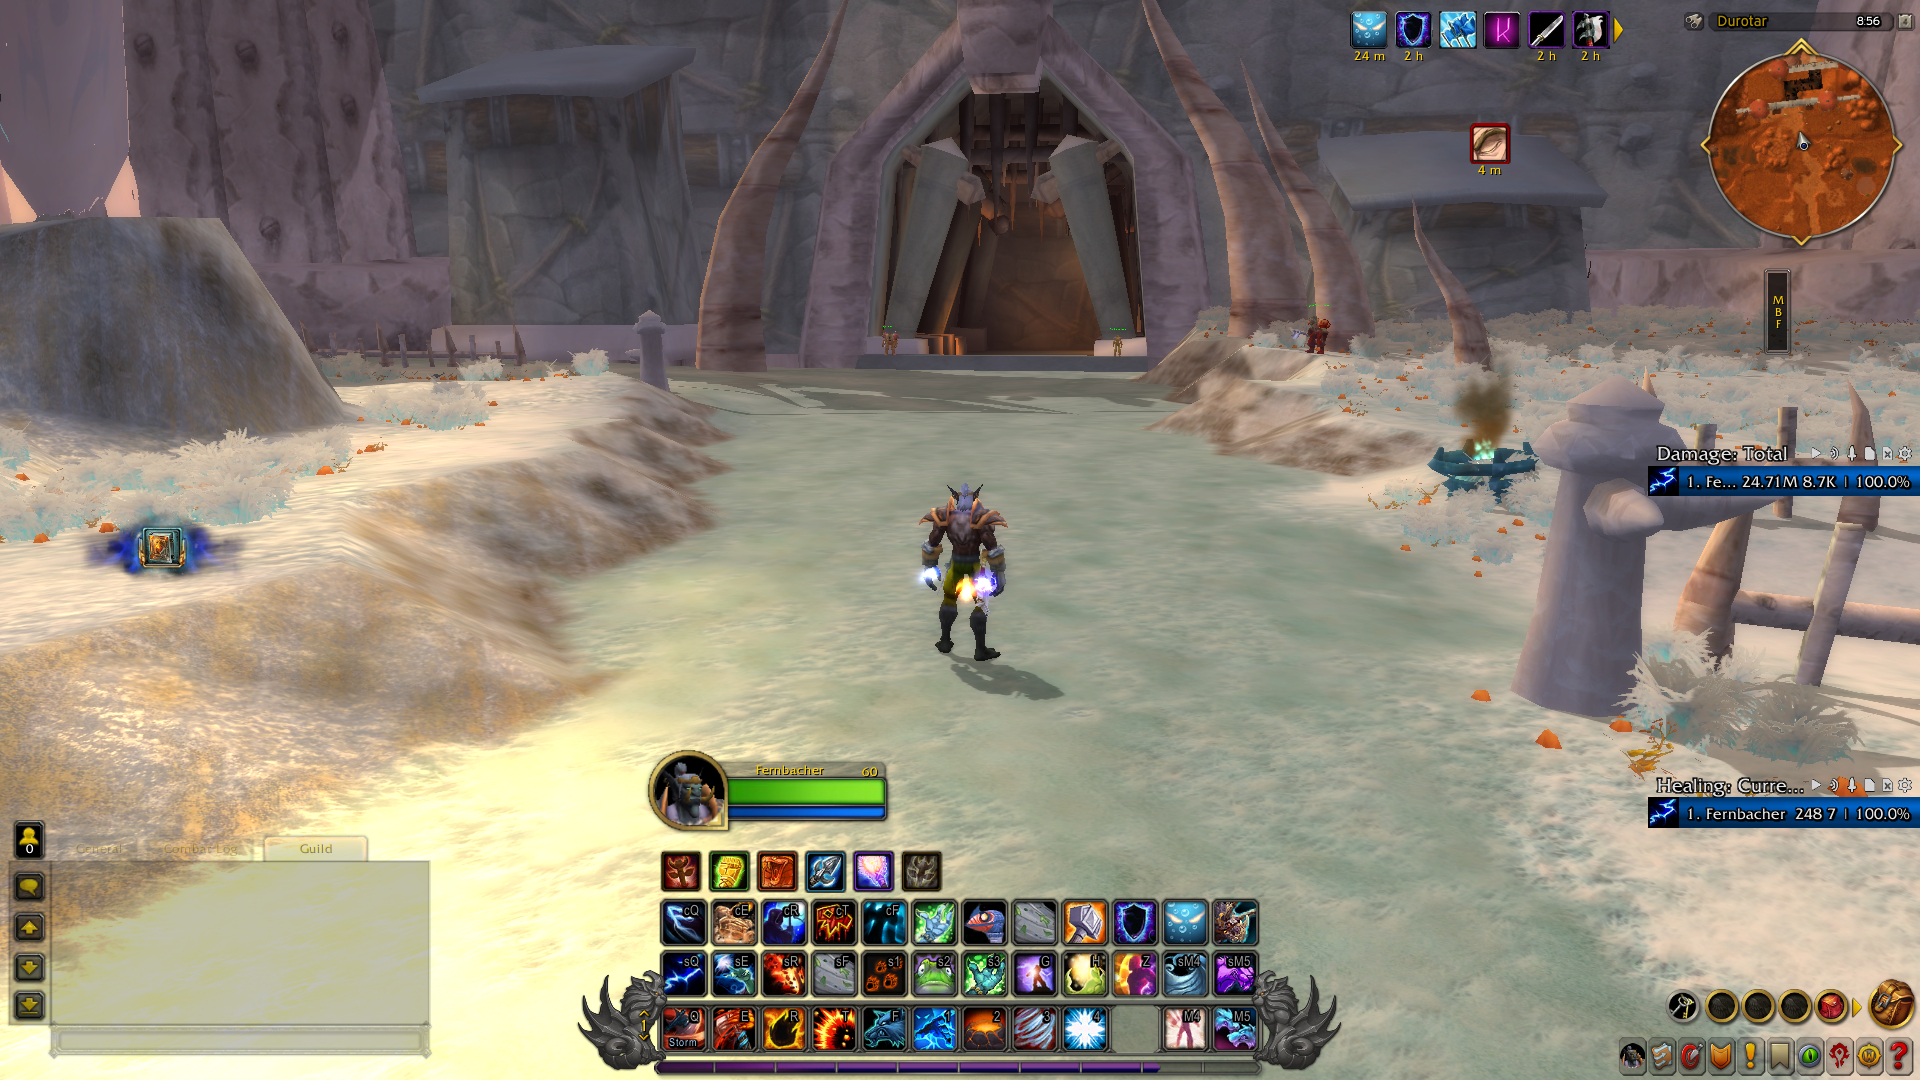 24 m
2 h
2 h
2 h
Durotar
8:56
4 m
M
B
F
Damage: Total
1. Fe... 24.71M 8.7K | 100.0%
Fernbacher 60
Healing: Curre...
1. Fernbacher 248 7 | 100.0%
0
General
Combat Log
Guild
cQ cE cR cT cF
sQ sE sR sF s1 s2 s3 G H Z sM4 sM5
1
Q E R T F 1 2 3 4 M4 M5
Storm